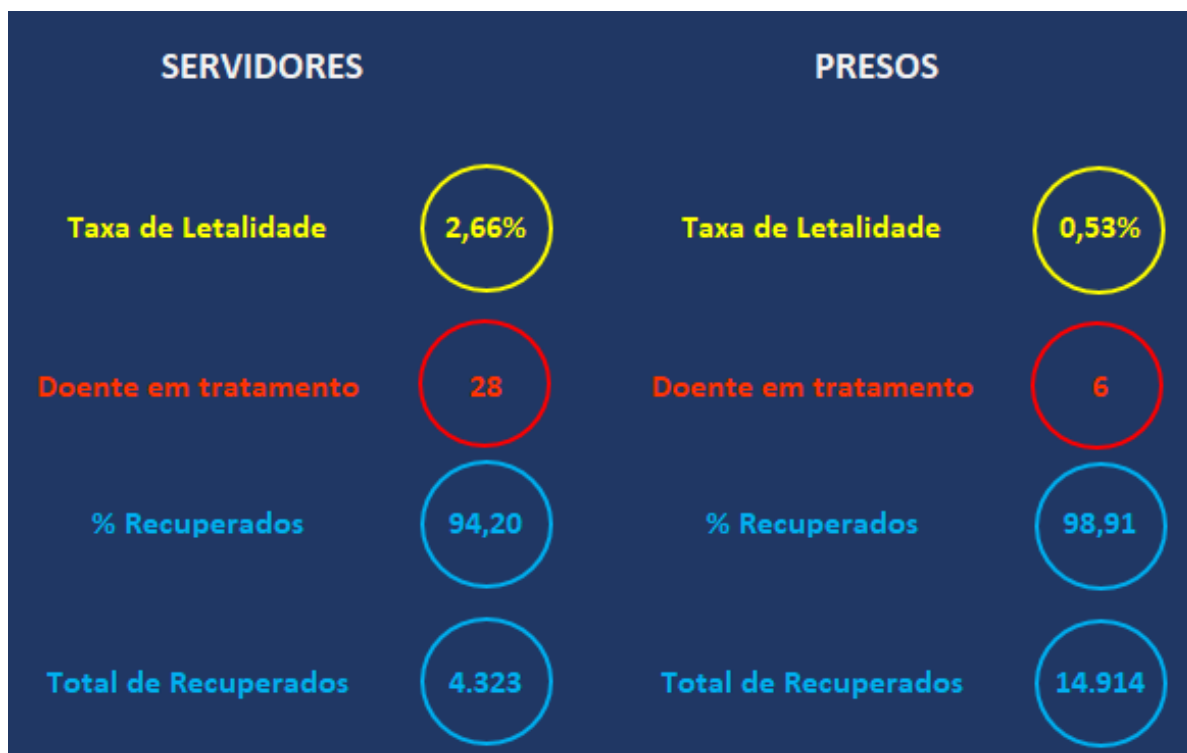 SERVIDORES
PRESOS
Taxa de Letalidade 2,66%
Taxa de Letalidade 0,53%
Doente em tratamento 28
Doente em tratamento 6
% Recuperados 94,20
% Recuperados 98,91
Total de Recuperados 4.323
Total de Recuperados 14.914